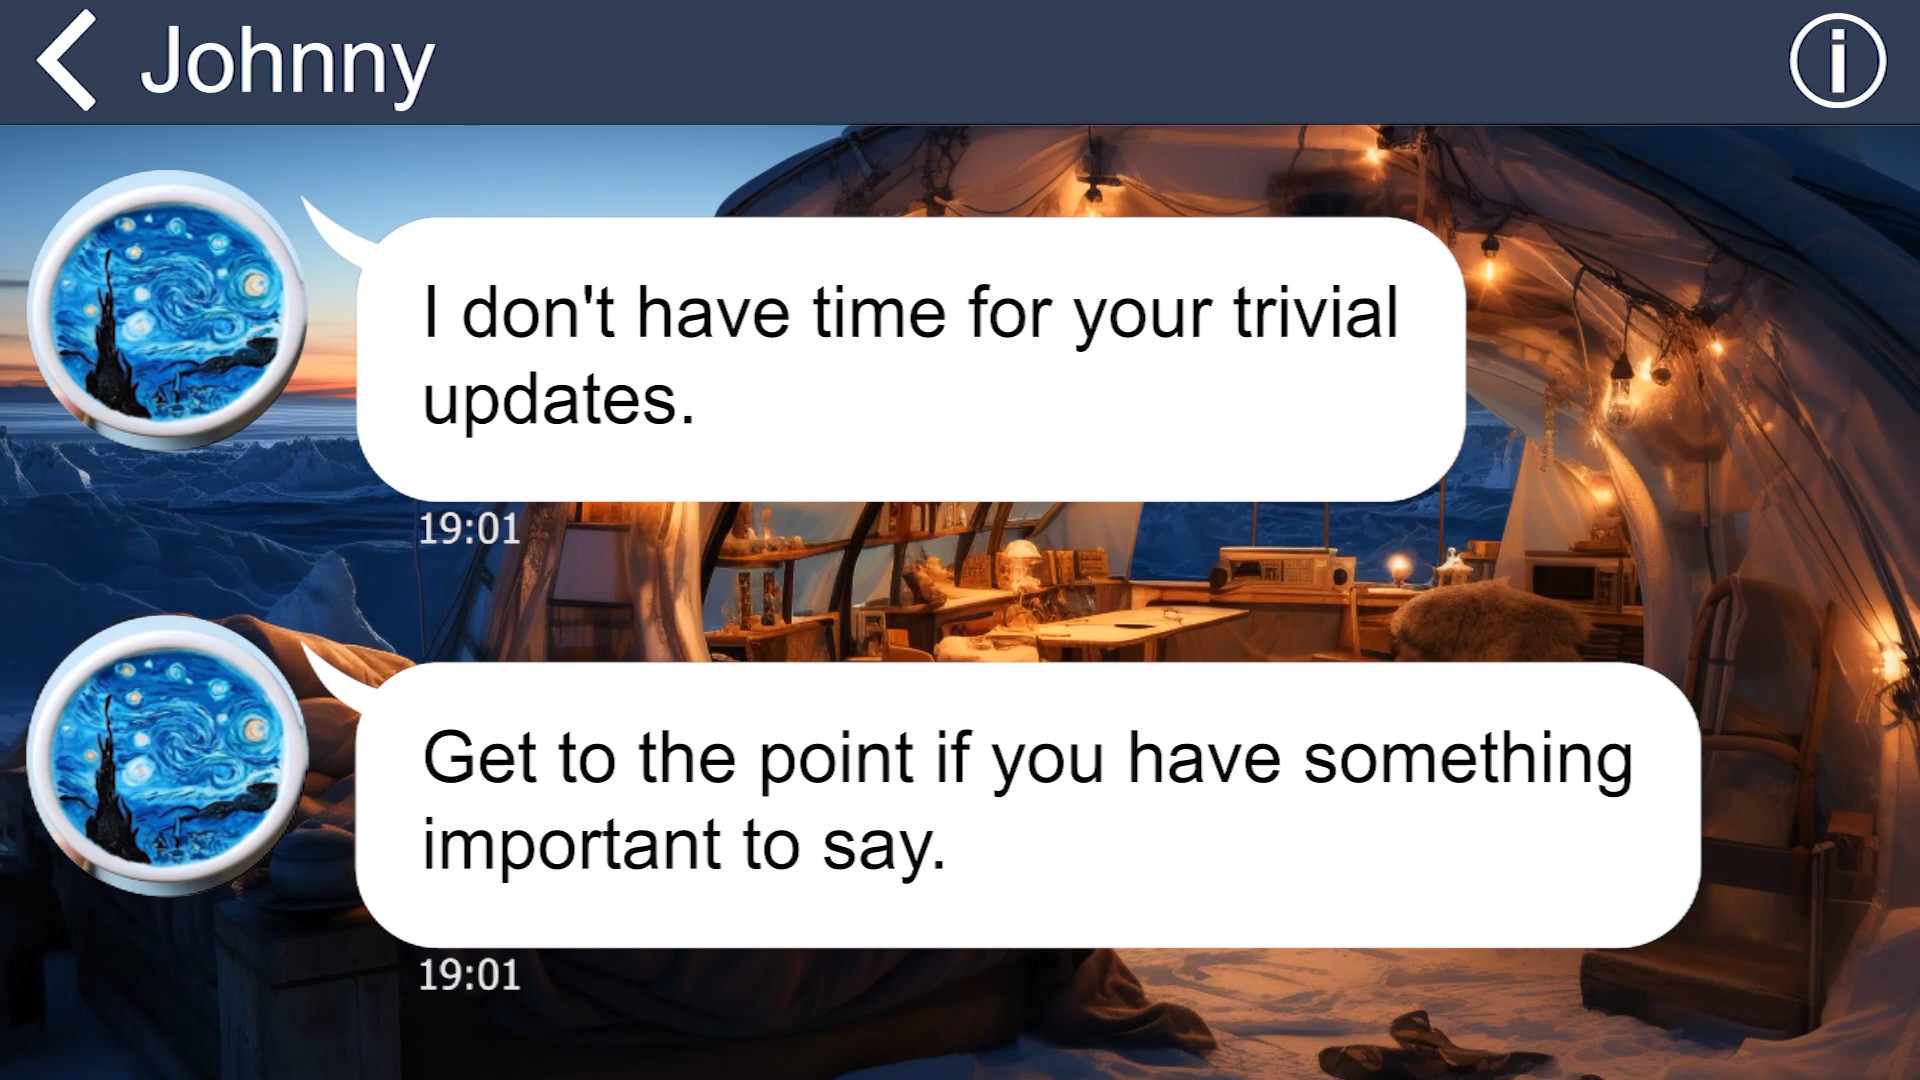 Johnny
I don't have time for your trivial
updates.
19:01
Get to the point if you have something
important to say.
19:01